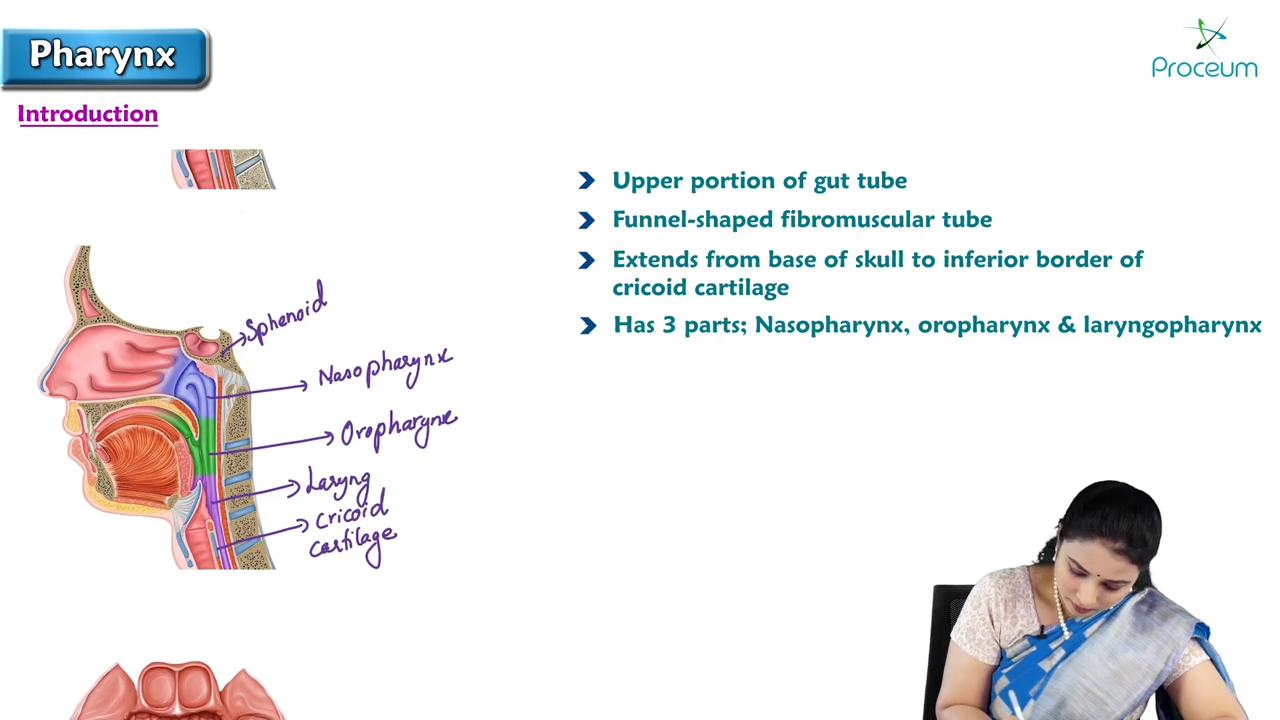 Pharynx
Proceum
Introduction
Upper portion of gut tube
Funnel-shaped fibromuscular tube
Extends from base of skull to inferior border of
cricoid cartilage
Has 3 parts; Nasopharynx, oropharynx & laryngopharynx
Sphenoid
Nasopharynx
Oropharynx
Laryng
Cricoid
cartilage